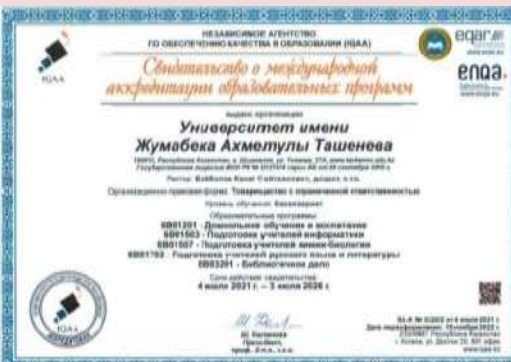 НЕЗАВИСИМОЕ АГЕНТСТВО
ПО ОБЕСПЕЧЕНИЮ КАЧЕСТВА В ОБРАЗОВАНИИ (IQAA)
IQAA
eqar
enqa.
Свидетельство о международной
аккредитации образовательных программ
выдано организации
Университет имени
Жумабека Ахметулы Ташенева
Организационно-правовая форма: Товарищество с ограниченной ответственностью
Уровень обучения: Бакалавриат
Образовательные программы
6B01201 - Дошкольное обучение и воспитание
6B01503 - Подготовка учителей информатики
6B01507 - Подготовка учителей химии-биологии
6B01703 - Подготовка учителей русского языка и литературы
6B03201 - Библиотечное дело
Срок действия свидетельства
4 июля 2021 г. – 3 июля 2026 г.
IQAA
Президент,